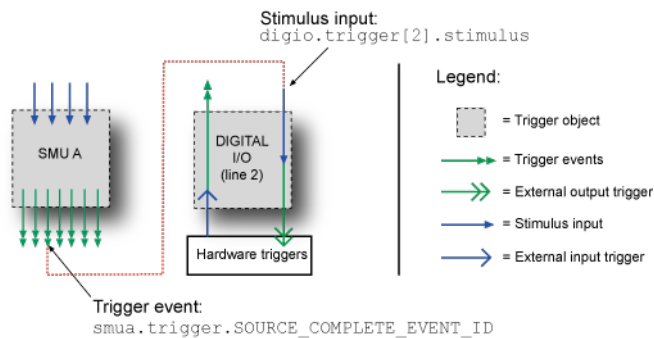 Stimulus input:
digio.trigger[2].stimulus
SMU A
DIGITAL
I/O
(line 2)
Hardware triggers
Trigger event:
smua.trigger.SOURCE_COMPLETE_EVENT_ID
Legend:
= Trigger object
= Trigger events
= External output trigger
= Stimulus input
= External input trigger